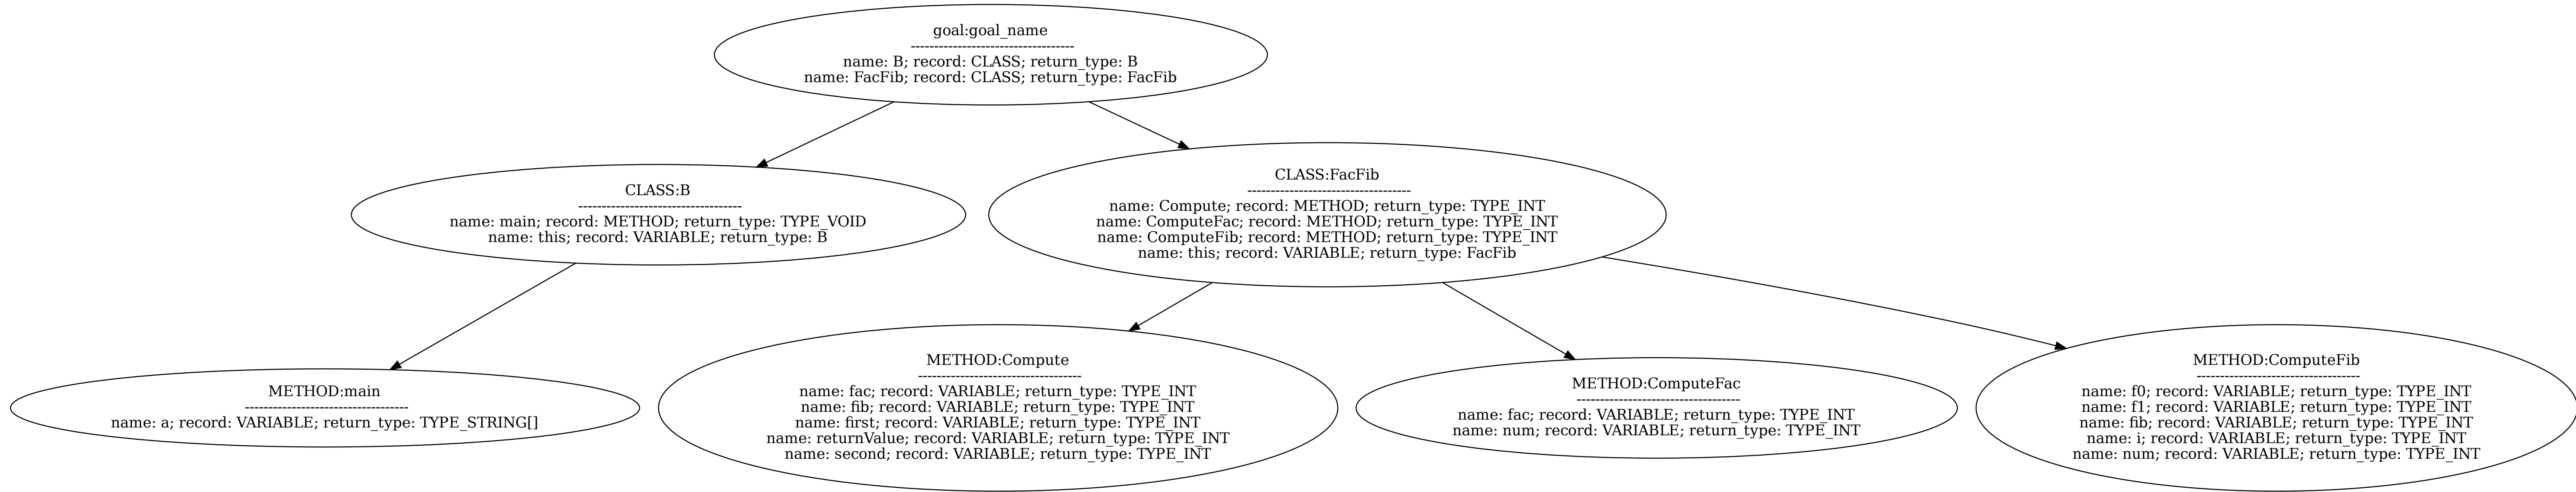 goal:goal_name
-----------------------------------
name: B; record: CLASS; return_type: B
name: FacFib; record: CLASS; return_type: FacFib
CLASS:B
-----------------------------------
name: main; record: METHOD; return_type: TYPE_VOID
name: this; record: VARIABLE; return_type: B
CLASS:FacFib
-----------------------------------
name: Compute; record: METHOD; return_type: TYPE_INT
name: ComputeFac; record: METHOD; return_type: TYPE_INT
name: ComputeFib; record: METHOD; return_type: TYPE_INT
name: this; record: VARIABLE; return_type: FacFib
METHOD:main
-----------------------------------
name: a; record: VARIABLE; return_type: TYPE_STRING[]
METHOD:Compute
-----------------------------------
name: fac; record: VARIABLE; return_type: TYPE_INT
name: fib; record: VARIABLE; return_type: TYPE_INT
name: first; record: VARIABLE; return_type: TYPE_INT
name: returnValue; record: VARIABLE; return_type: TYPE_INT
name: second; record: VARIABLE; return_type: TYPE_INT
METHOD:ComputeFac
-----------------------------------
name: fac; record: VARIABLE; return_type: TYPE_INT
name: num; record: VARIABLE; return_type: TYPE_INT
METHOD:ComputeFib
-----------------------------------
name: f0; record: VARIABLE; return_type: TYPE_INT
name: f1; record: VARIABLE; return_type: TYPE_INT
name: fib; record: VARIABLE; return_type: TYPE_INT
name: i; record: VARIABLE; return_type: TYPE_INT
name: num; record: VARIABLE; return_type: TYPE_INT